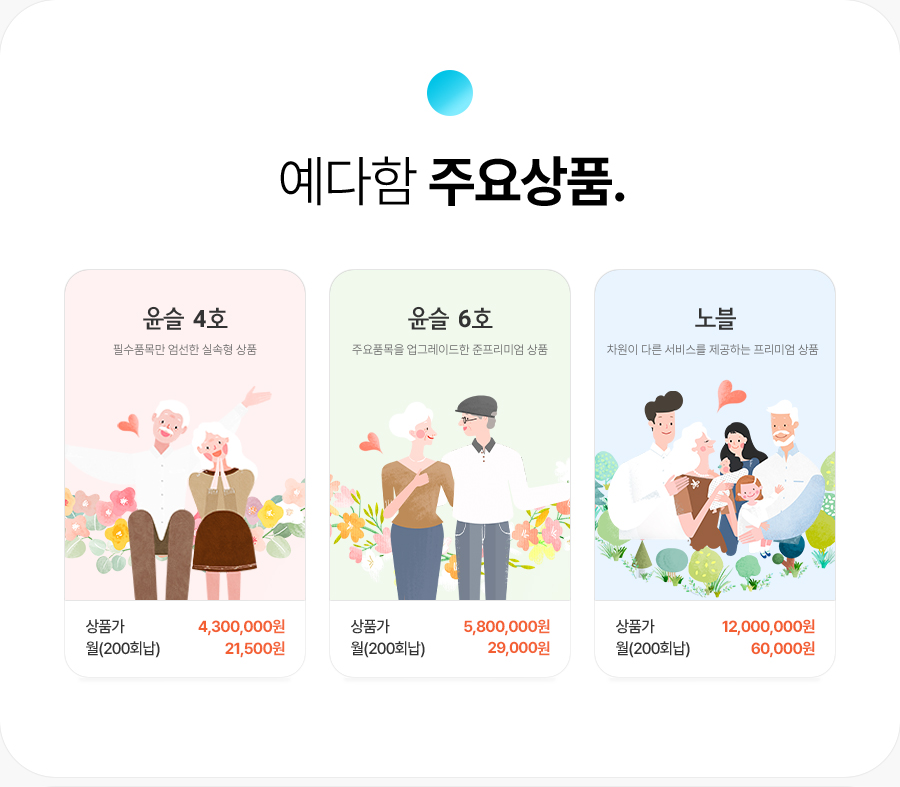 예다함 주요상품.
윤슬 4호
필수품목만 엄선한 실속형 상품
상품가 4,300,000원
월(200회납) 21,500원
윤슬 6호
주요품목을 업그레이드한 준프리미엄 상품
상품가 5,800,000원
월(200회납) 29,000원
노블
차원이 다른 서비스를 제공하는 프리미엄 상품
상품가 12,000,000원
월(200회납) 60,000원